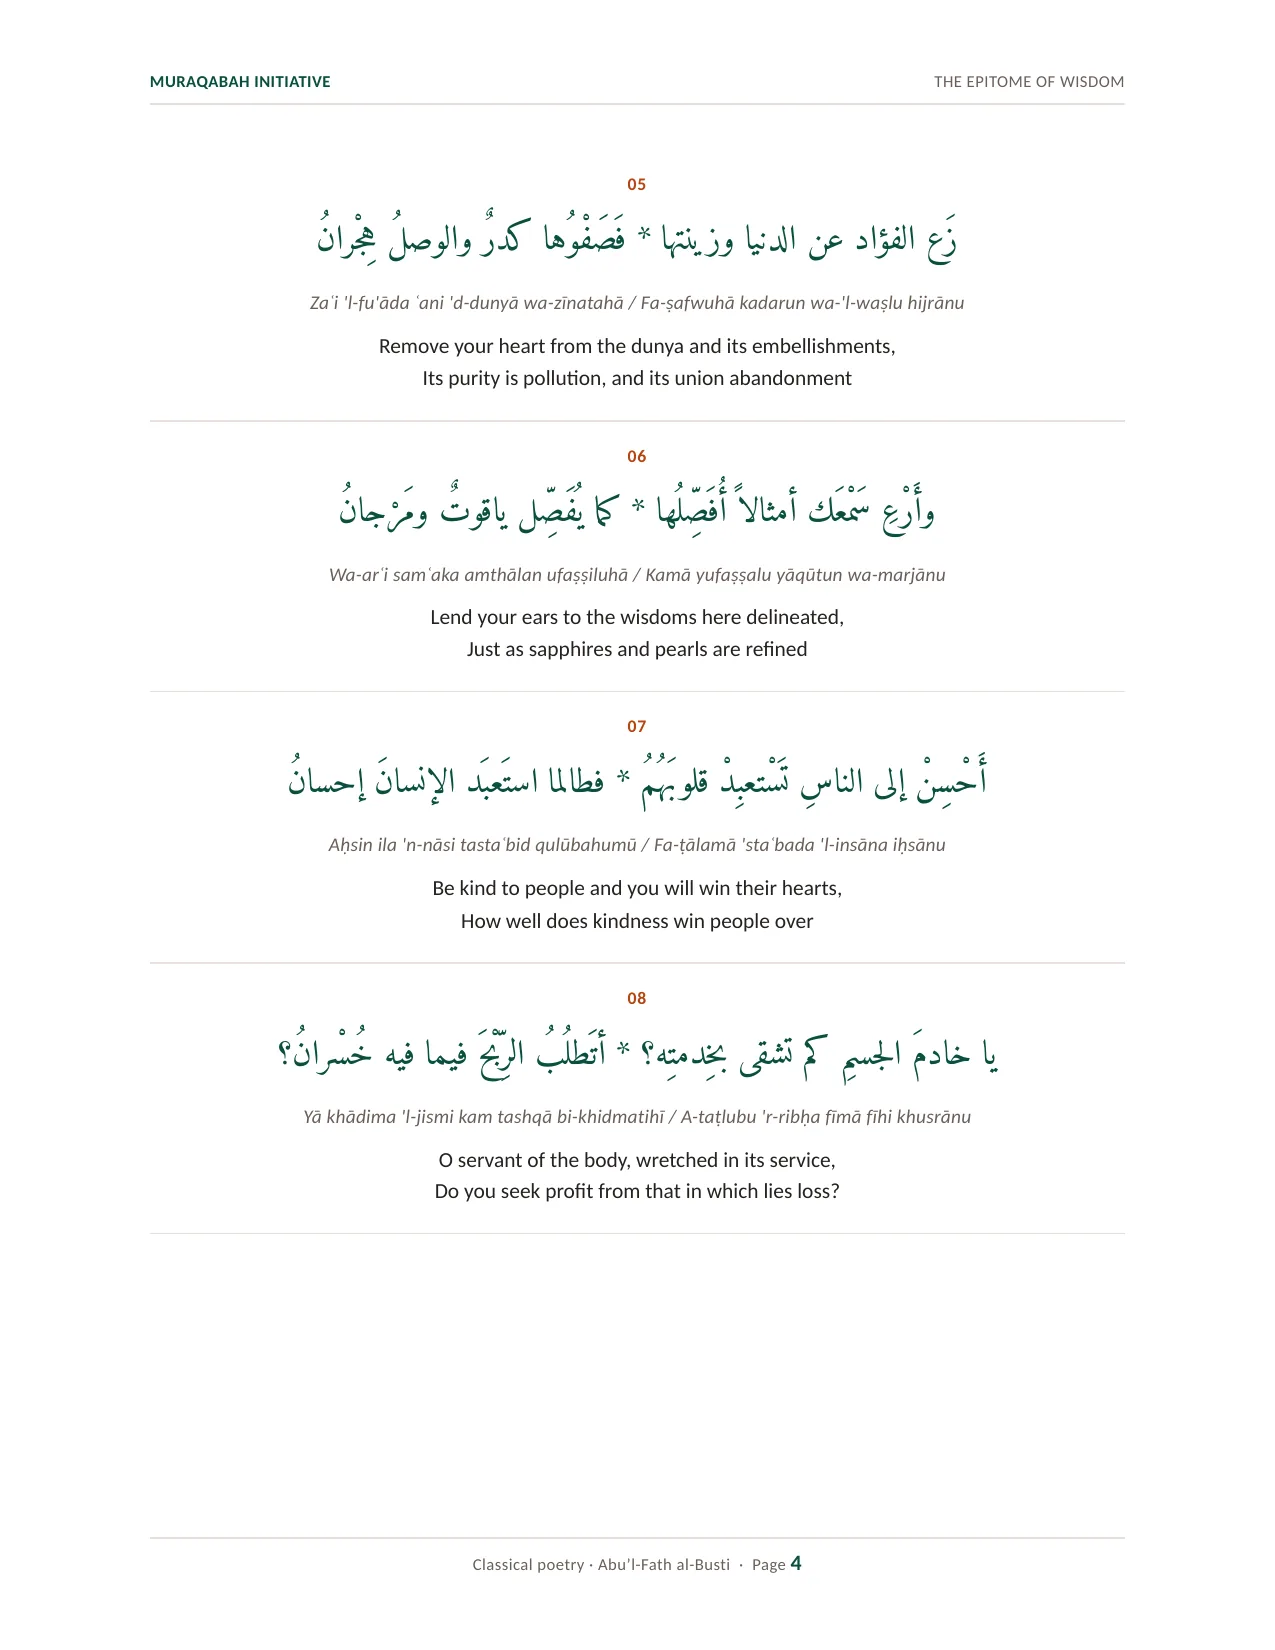 MURAQABAH INITIATIVE
THE EPITOME OF WISDOM
05
زَع الفؤاد عن الدنيا وزينتها * فَصَفْوُها كدرٌ والوصلُ هِجْرانُ
Zaʿi 'l-fu'āda ʿani 'd-dunyā wa-zīnatahā / Fa-ṣafwuhā kadarun wa-'l-waṣlu hijrānu
Remove your heart from the dunya and its embellishments,
Its purity is pollution, and its union abandonment
06
وأَرْعِ سَمْعَك أمثالاً أُفَصِّلُها * كما يُفَصِّل ياقوتٌ ومَرْجانُ
Wa-arʿi samʿaka amthālan ufaṣṣiluhā / Kamā yufaṣṣalu yāqūtun wa-marjānu
Lend your ears to the wisdoms here delineated,
Just as sapphires and pearls are refined
07
أَحْسِنْ إلى الناسِ تَسْتعبِدْ قلوبَهُمُ * فطالما استَعبَد الإنسانَ إحسانُ
Aḥsin ila 'n-nāsi tastaʿbid qulūbahumū / Fa-ṭālamā 'staʿbada 'l-insāna iḥsānu
Be kind to people and you will win their hearts,
How well does kindness win people over
08
يا خادمَ الجسمِ كم تشقى بخِدمتِه؟ * أتَطلُبُ الرِّبْحَ فيما فيه خُسْرانُ؟
Yā khādima 'l-jismi kam tashqā bi-khidmatihī / A-taṭlubu 'r-ribḥa fīmā fīhi khusrānu
O servant of the body, wretched in its service,
Do you seek profit from that in which lies loss?
Classical poetry · Abu’l-Fath al-Busti · Page 4